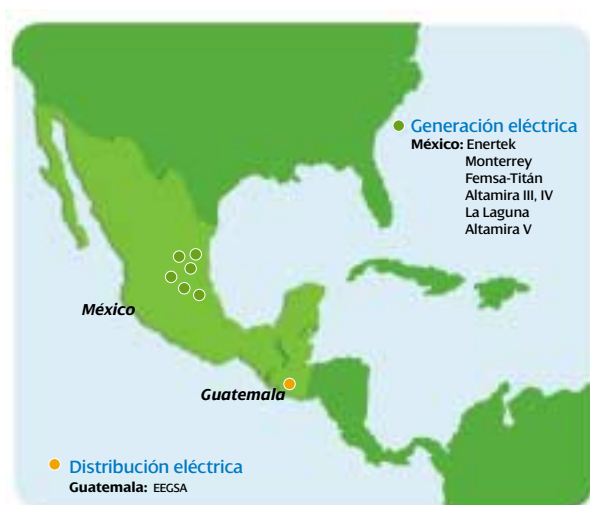 Generación eléctrica
México: Enertek
Monterrey
Femsa-Titán
Altamira III, IV
La Laguna
Altamira V
México
Guatemala
Distribución eléctrica
Guatemala: EEGSA